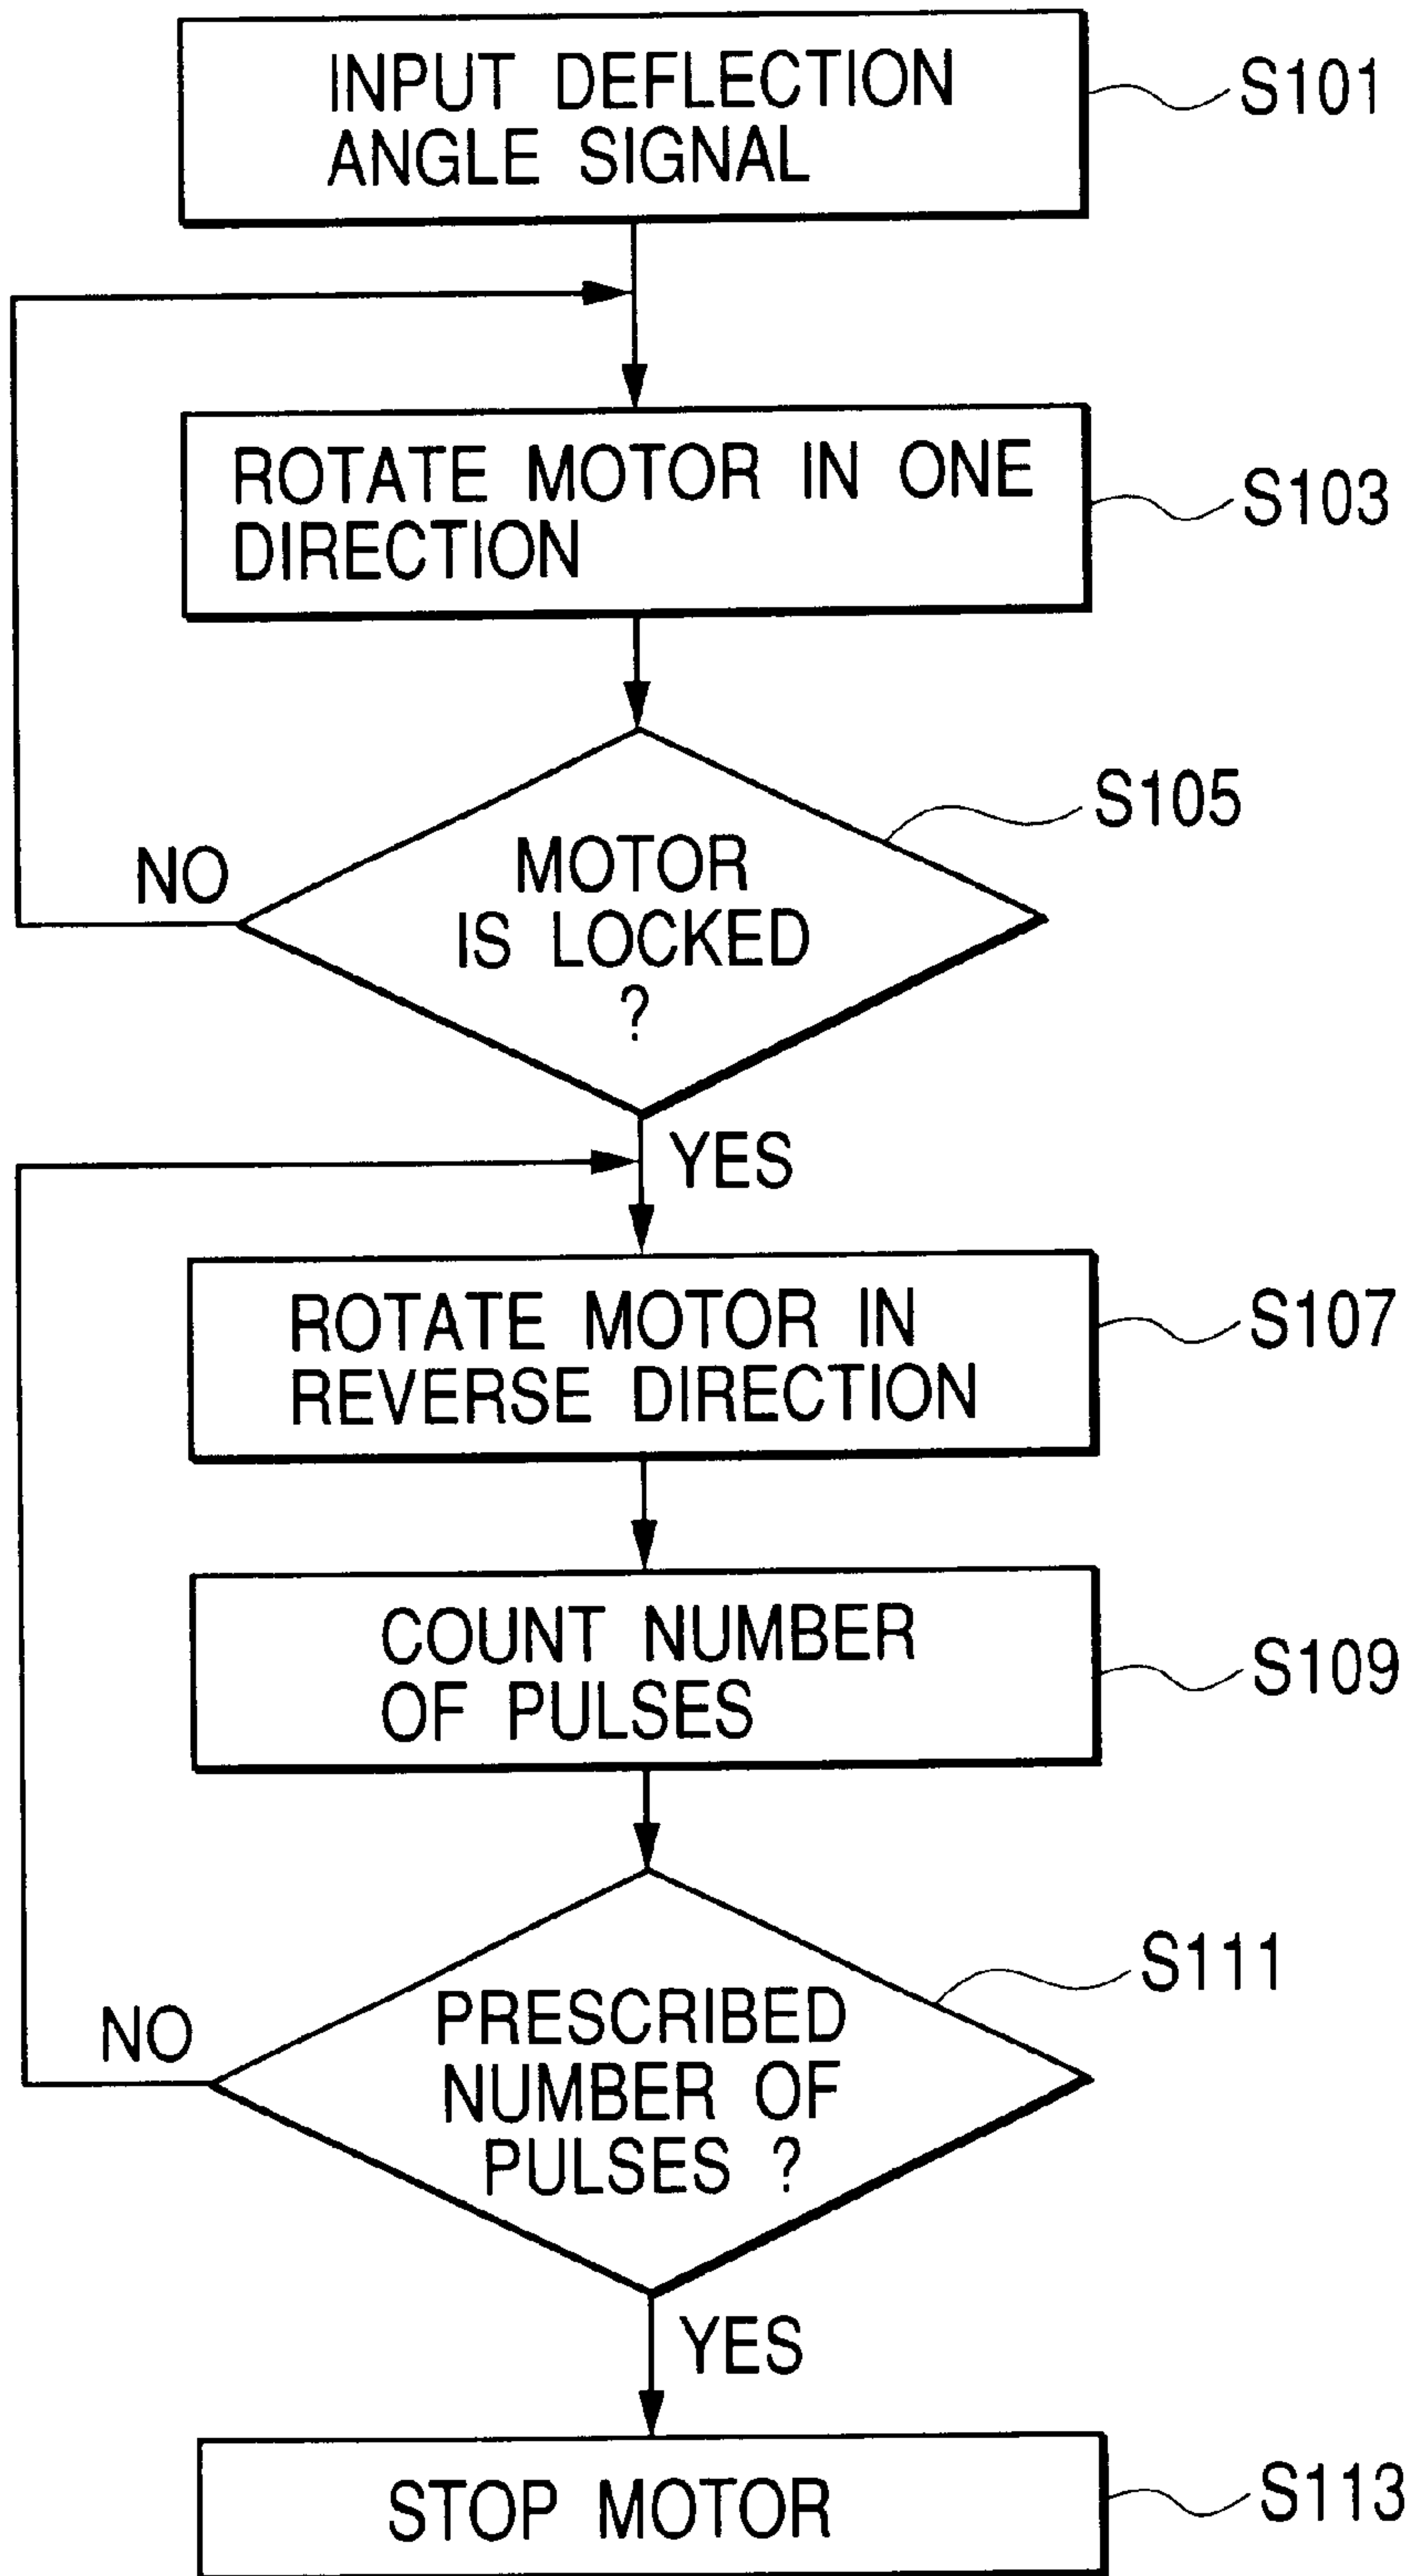 INPUT DEFLECTION
ANGLE SIGNAL
S101
ROTATE MOTOR IN ONE
DIRECTION
S103
MOTOR
IS LOCKED
?
S105
NO
YES
ROTATE MOTOR IN
REVERSE DIRECTION
S107
COUNT NUMBER
OF PULSES
S109
PRESCRIBED
NUMBER OF
PULSES ?
S111
NO
YES
STOP MOTOR
S113